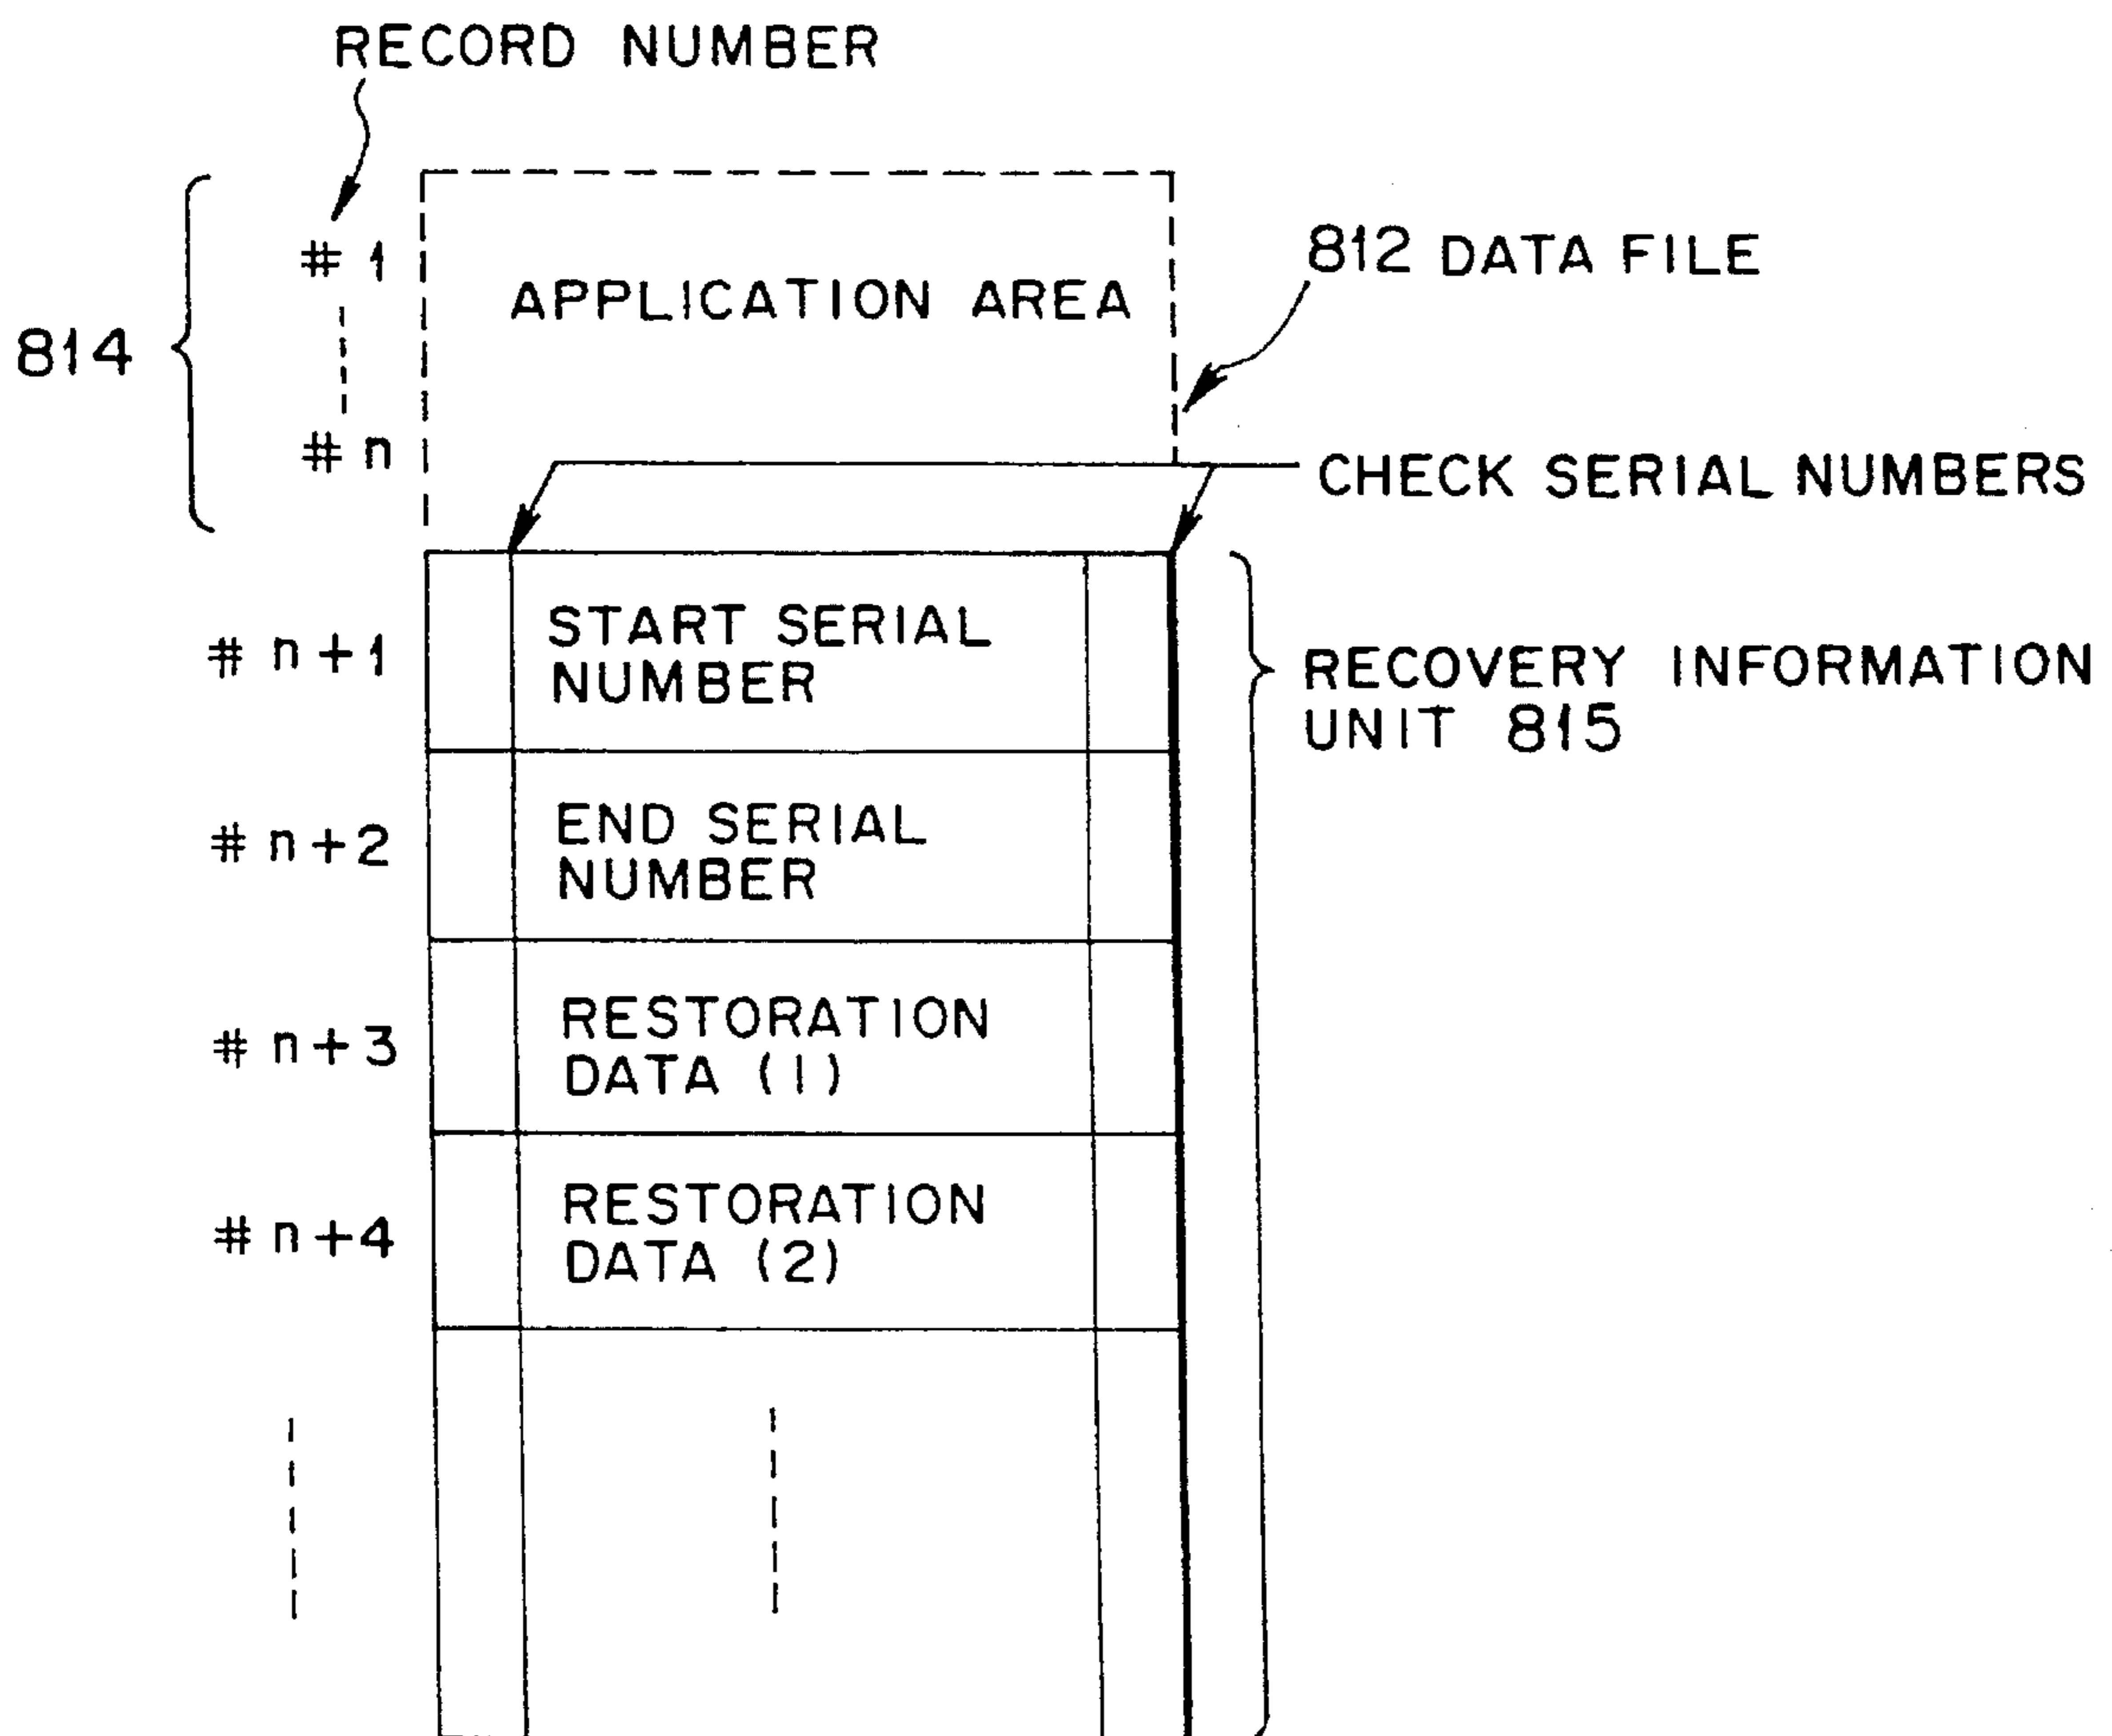 RECORD NUMBER
# 1
APPLICATION AREA
812 DATA FILE
814
# n
CHECK SERIAL NUMBERS
# n+1
START SERIAL
NUMBER
RECOVERY INFORMATION
UNIT 815
# n+2
END SERIAL
NUMBER
# n+3
RESTORATION
DATA (1)
# n+4
RESTORATION
DATA (2)